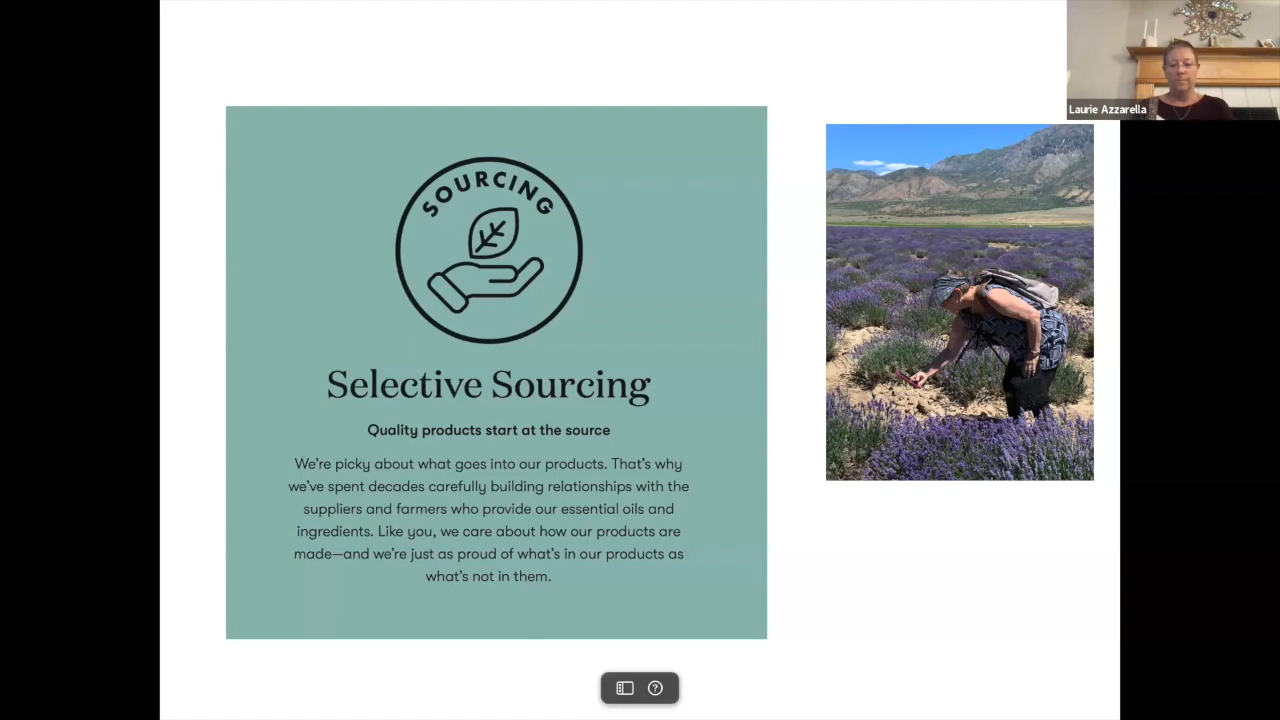 Laurie Azzarella
SOURCING
Selective Sourcing
Quality products start at the source
We’re picky about what goes into our products. That’s why
we’ve spent decades carefully building relationships with the
suppliers and farmers who provide our essential oils and
ingredients. Like you, we care about how our products are
made—and we’re just as proud of what’s in our products as
what’s not in them.
?